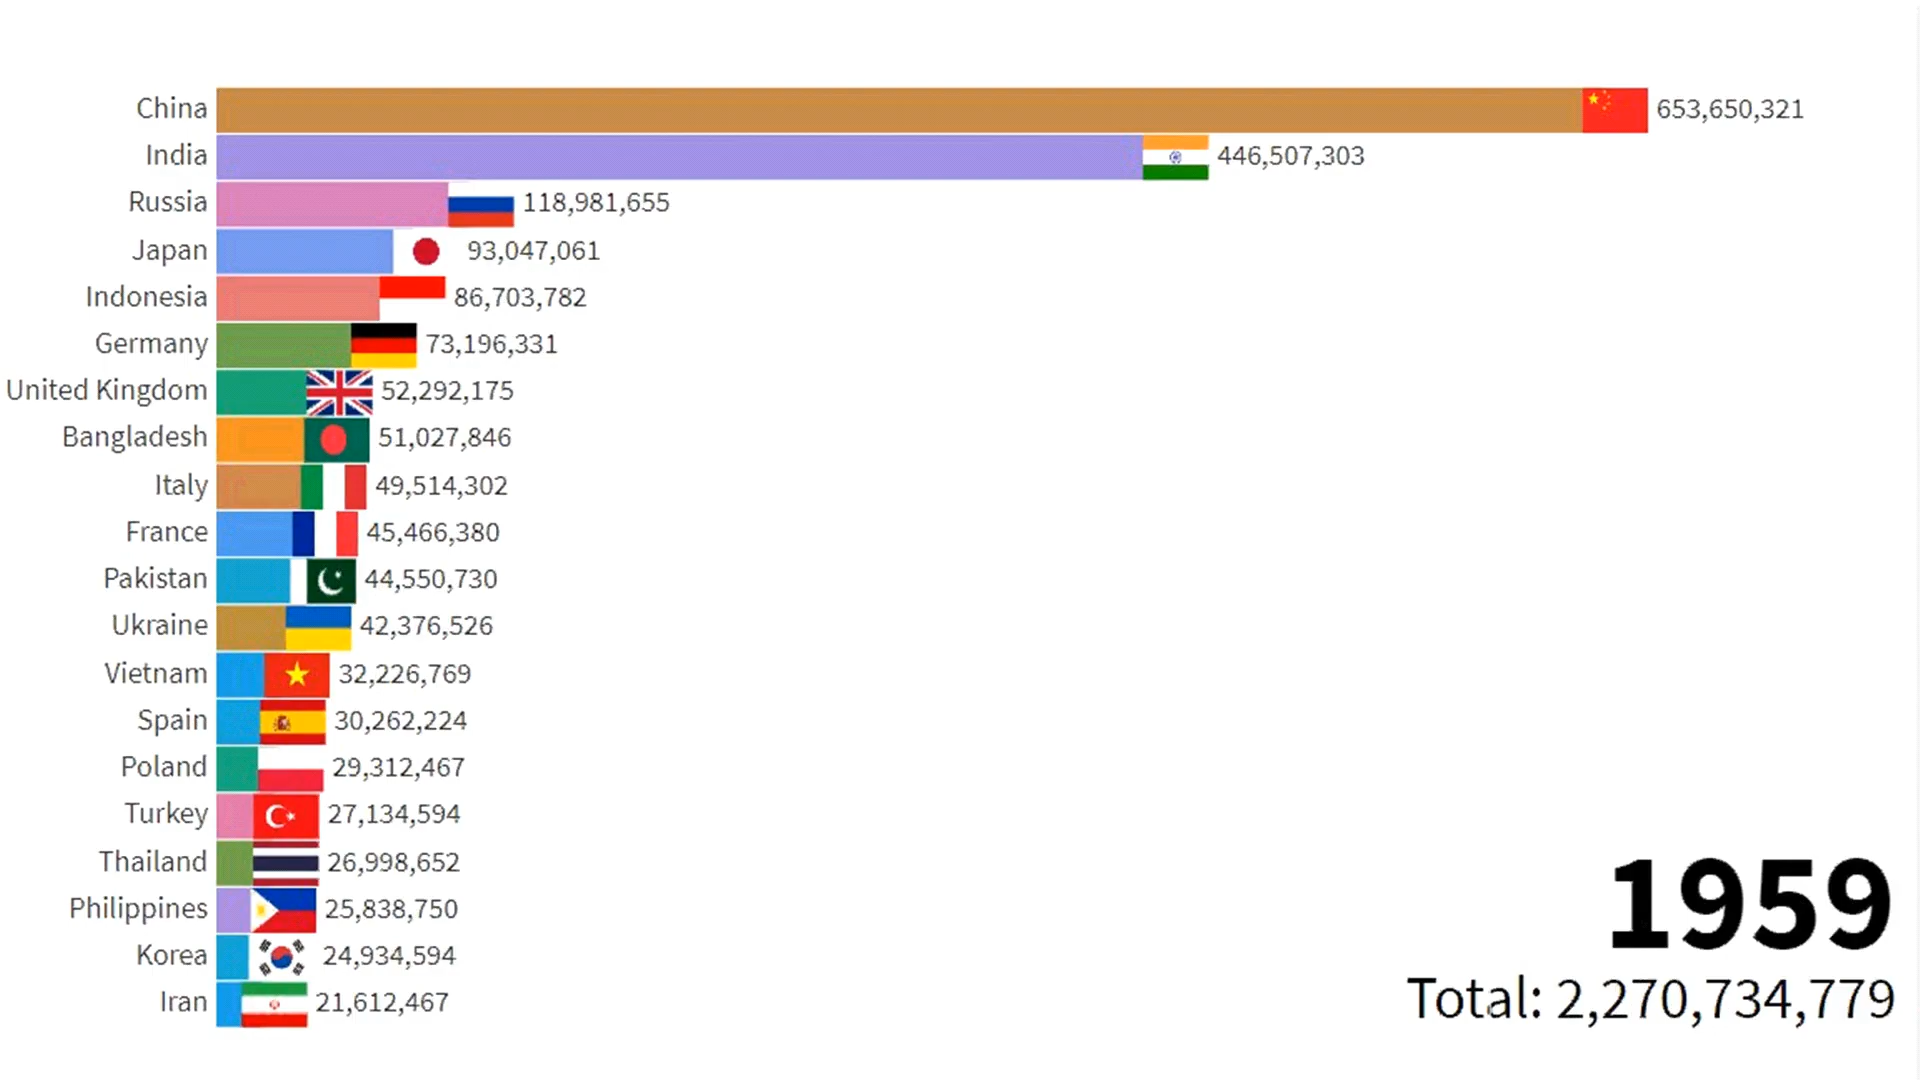 China 653,650,321
India 446,507,303
Russia 118,981,655
Japan 93,047,061
Indonesia 86,703,782
Germany 73,196,331
United Kingdom 52,292,175
Bangladesh 51,027,846
Italy 49,514,302
France 45,466,380
Pakistan 44,550,730
Ukraine 42,376,526
Vietnam 32,226,769
Spain 30,262,224
Poland 29,312,467
Turkey 27,134,594
Thailand 26,998,652
Philippines 25,838,750
Korea 24,934,594
Iran 21,612,467
1959
Total: 2,270,734,779